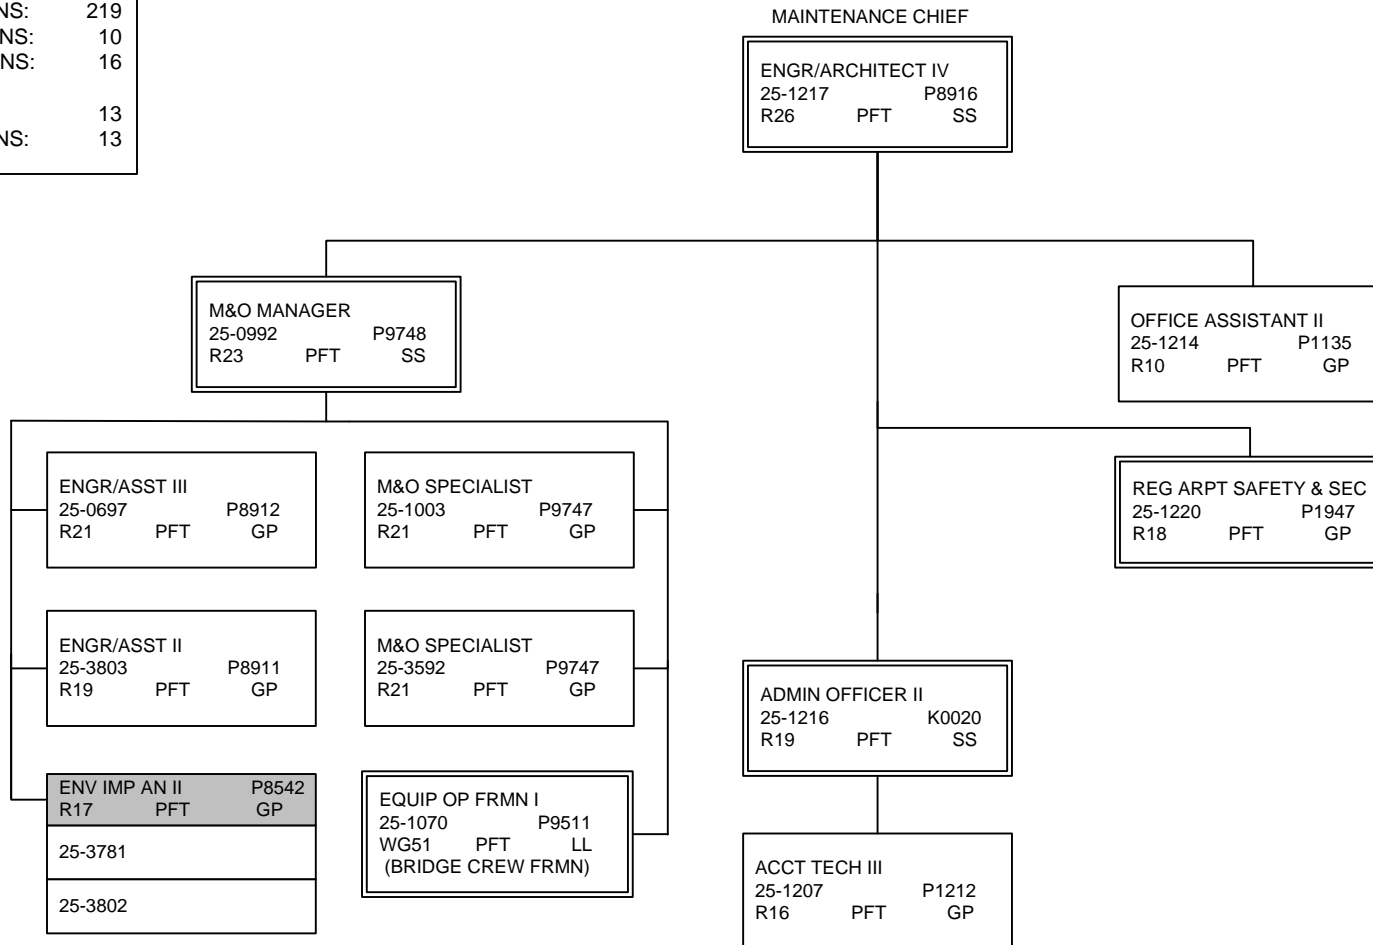 NS: 219
NS: 10
NS: 16
13
NS: 13
MAINTENANCE CHIEF
ENGR/ARCHITECT IV
25-1217 P8916
R26 PFT SS
M&O MANAGER
25-0992 P9748
R23 PFT SS
OFFICE ASSISTANT II
25-1214 P1135
R10 PFT GP
ENGR/ASST III
25-0697 P8912
R21 PFT GP
M&O SPECIALIST
25-1003 P9747
R21 PFT GP
REG ARPT SAFETY & SEC
25-1220 P1947
R18 PFT GP
ENGR/ASST II
25-3803 P8911
R19 PFT GP
M&O SPECIALIST
25-3592 P9747
R21 PFT GP
ADMIN OFFICER II
25-1216 K0020
R19 PFT SS
ENV IMP AN II P8542
R17 PFT GP
25-3781
25-3802
EQUIP OP FRMN I
25-1070 P9511
WG51 PFT LL
(BRIDGE CREW FRMN)
ACCT TECH III
25-1207 P1212
R16 PFT GP